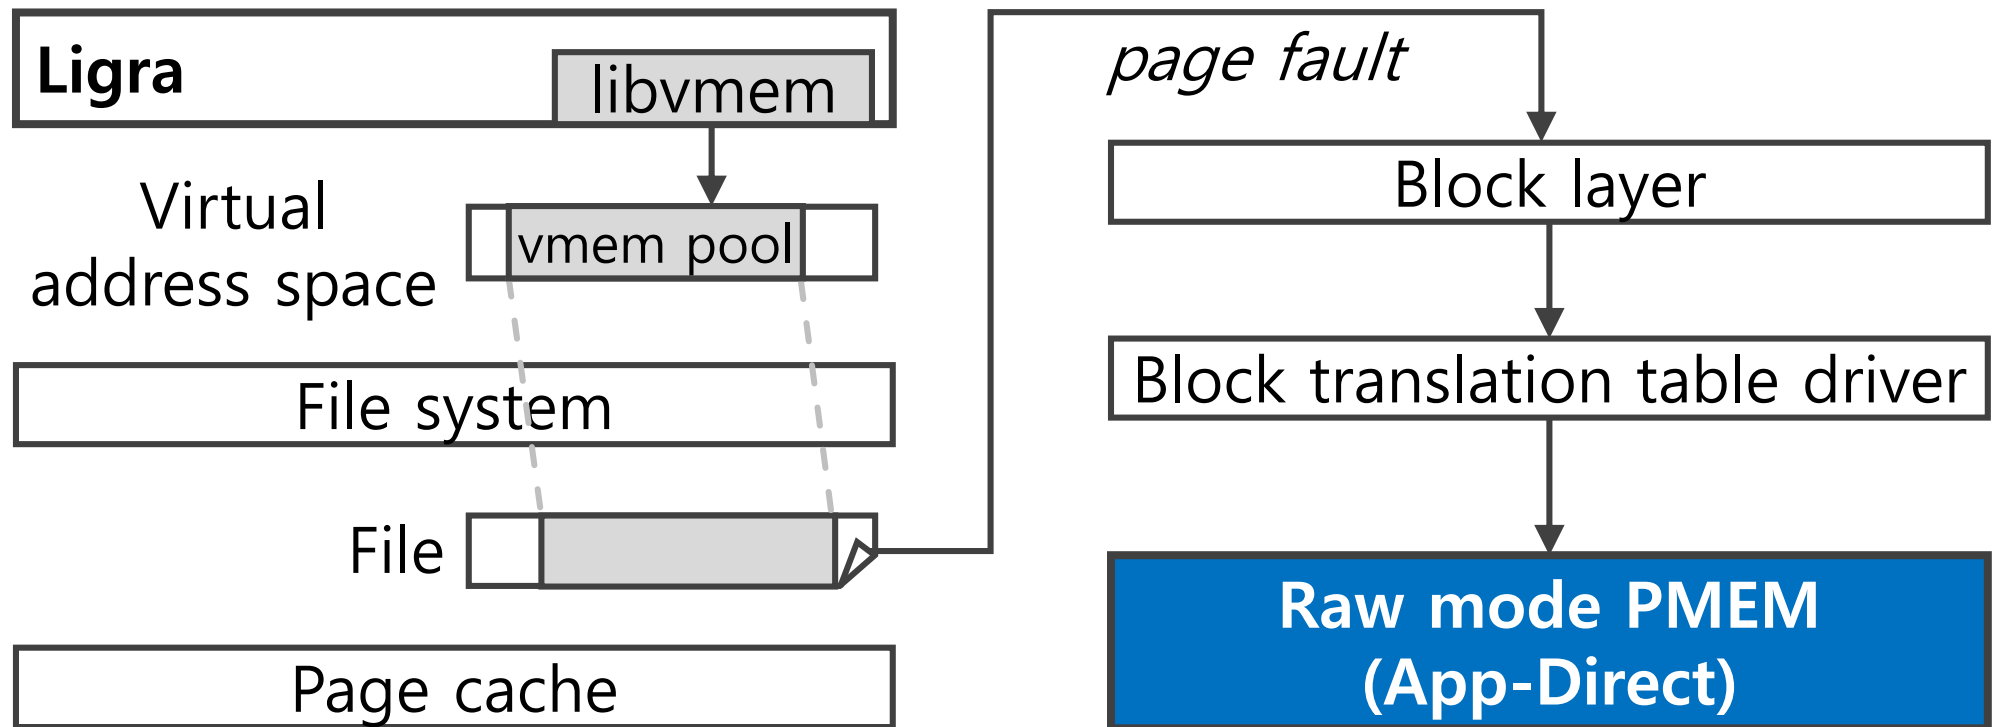 Ligra
libvmem
Virtual
address space
vmem pool
File system
File
Page cache
page fault
Block layer
Block translation table driver
Raw mode PMEM
(App-Direct)